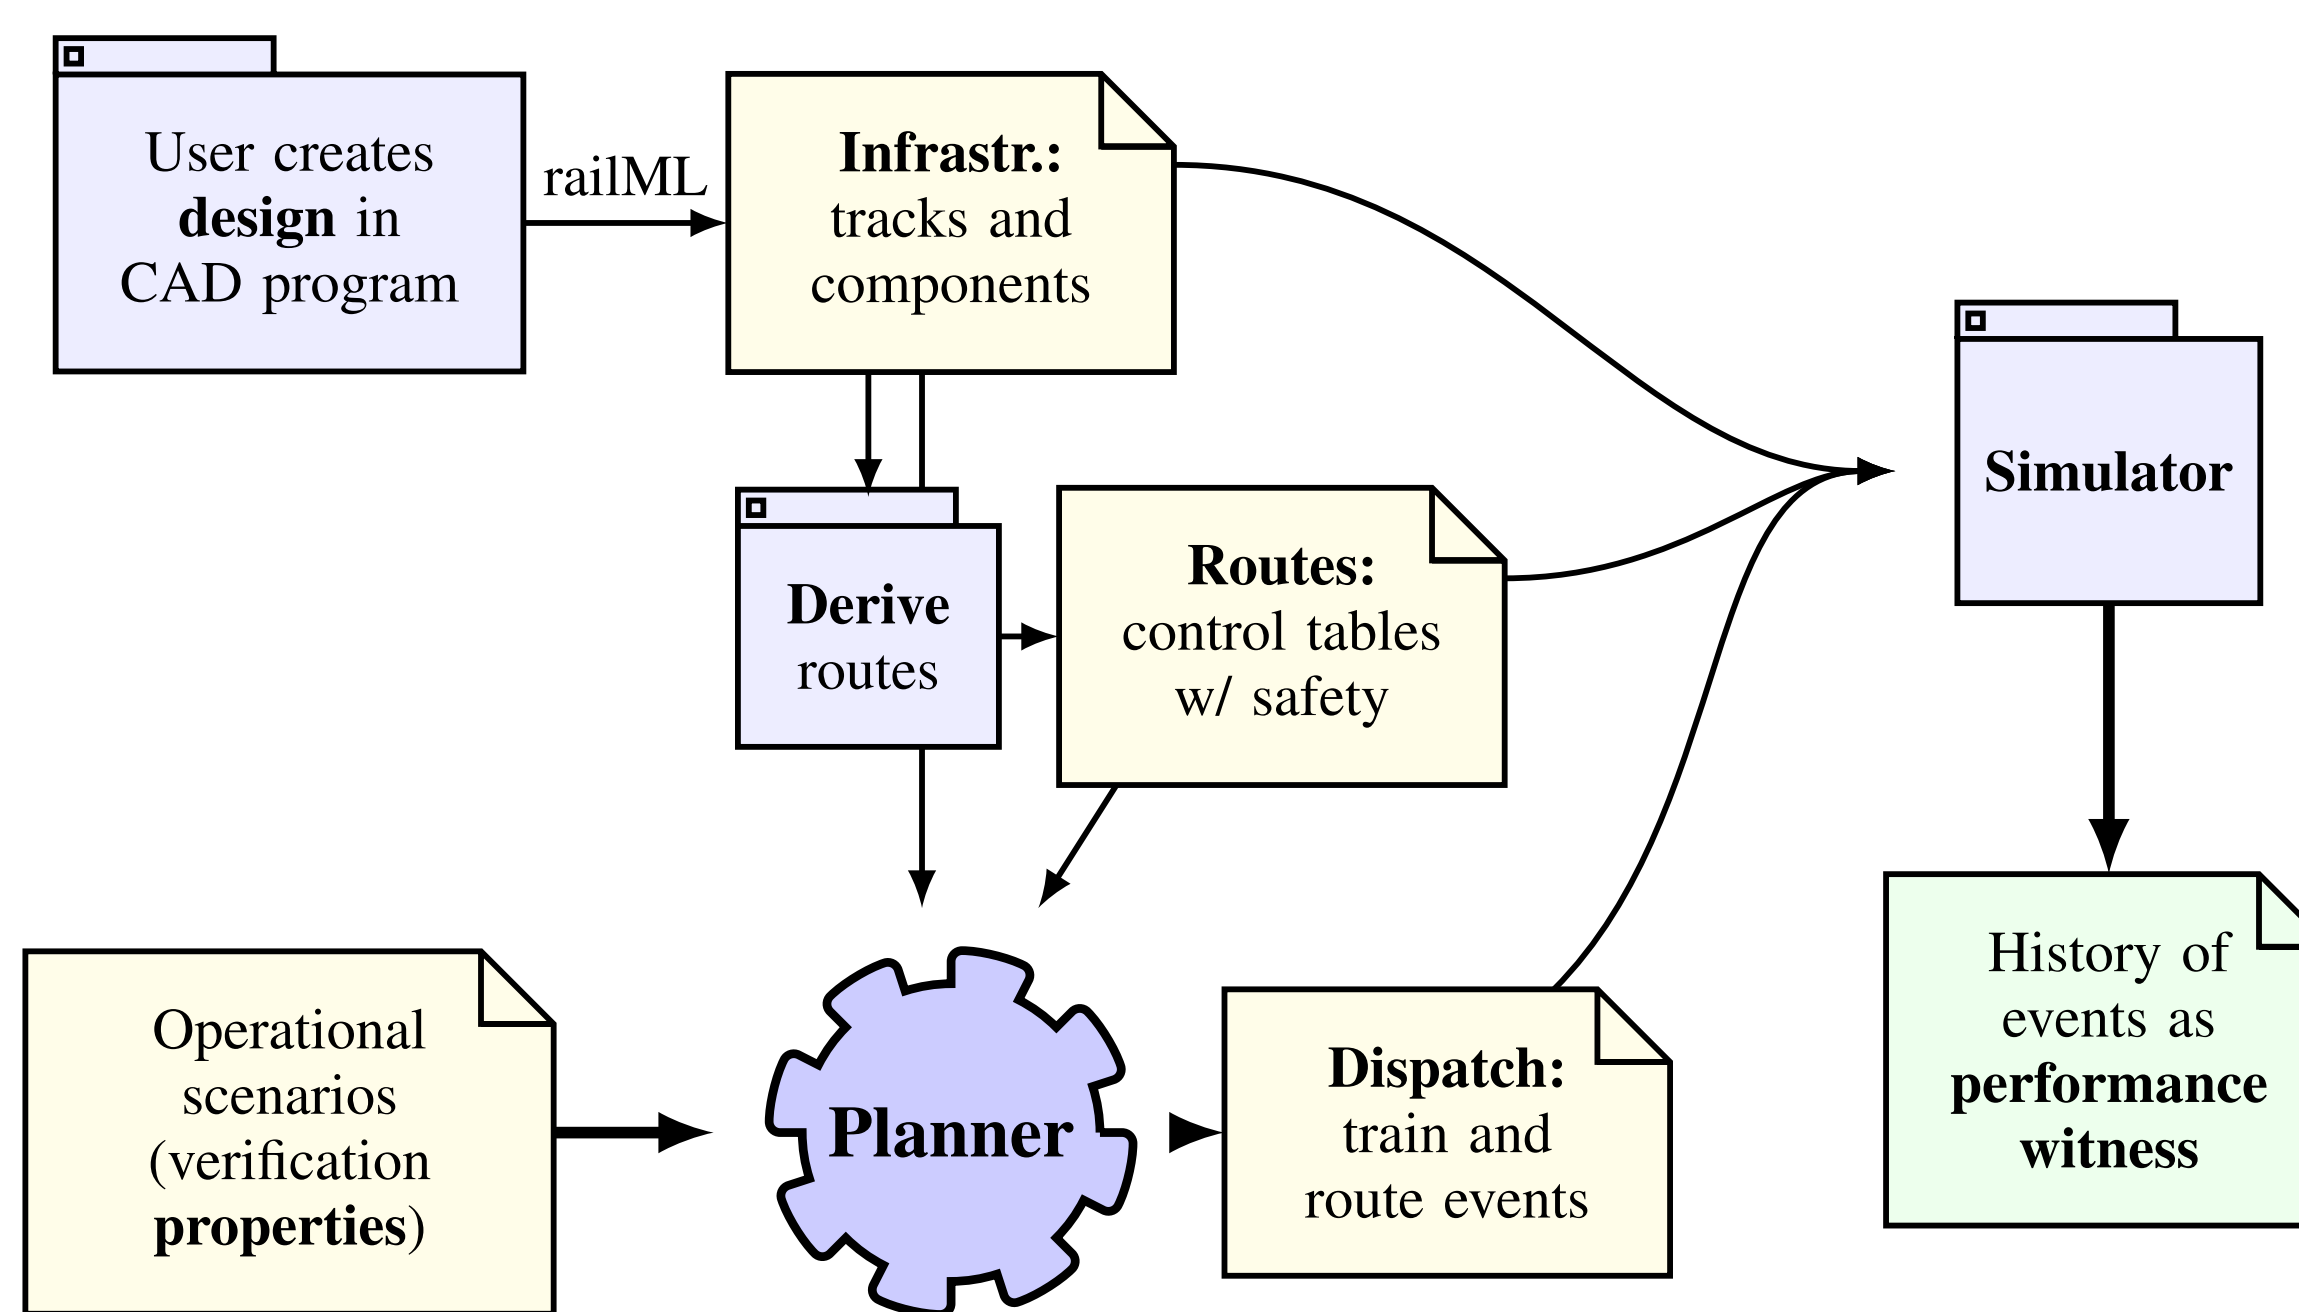 User creates
design in
CAD program
railML
Infrastr.:
tracks and
components
Simulator
Derive
routes
Routes:
control tables
w/ safety
Operational
scenarios
(verification
properties)
Planner
Dispatch:
train and
route events
History of
events as
performance
witness